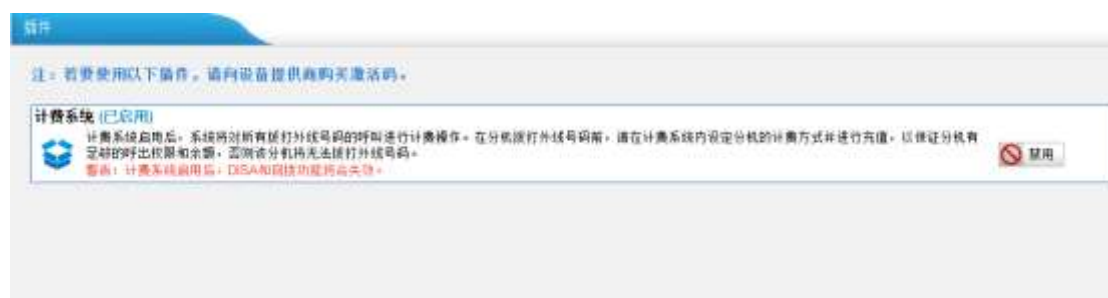 插件
注：若要使用以下插件，请向设备提供商购买激活码。
计费系统 (已启用)
计费系统启用后，系统将对所有拨打外线号码的呼叫进行计费操作。在分机拨打外线号码前，请在计费系统内设定分机的计费方式并进行充值，以保证分机有
足够的呼出权限和余额，否则该分机将无法拨打外线号码。
警告：计费系统启用后，DISA和回拨功能将会失效。
禁用